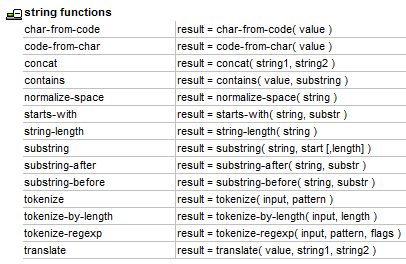 string functions
char-from-code result = char-from-code( value )
code-from-char result = code-from-char( value )
concat result = concat( string1, string2 )
contains result = contains( value, substring )
normalize-space result = normalize-space( string )
starts-with result = starts-with( string, substr )
string-length result = string-length( string )
substring result = substring( string, start [,length] )
substring-after result = substring-after( string, substr )
substring-before result = substring-before( string, substr )
tokenize result = tokenize( input, pattern )
tokenize-by-length result = tokenize-by-length( input, length )
tokenize-regexp result = tokenize-regexp( input, pattern, flags )
translate result = translate( value, string1, string2 )